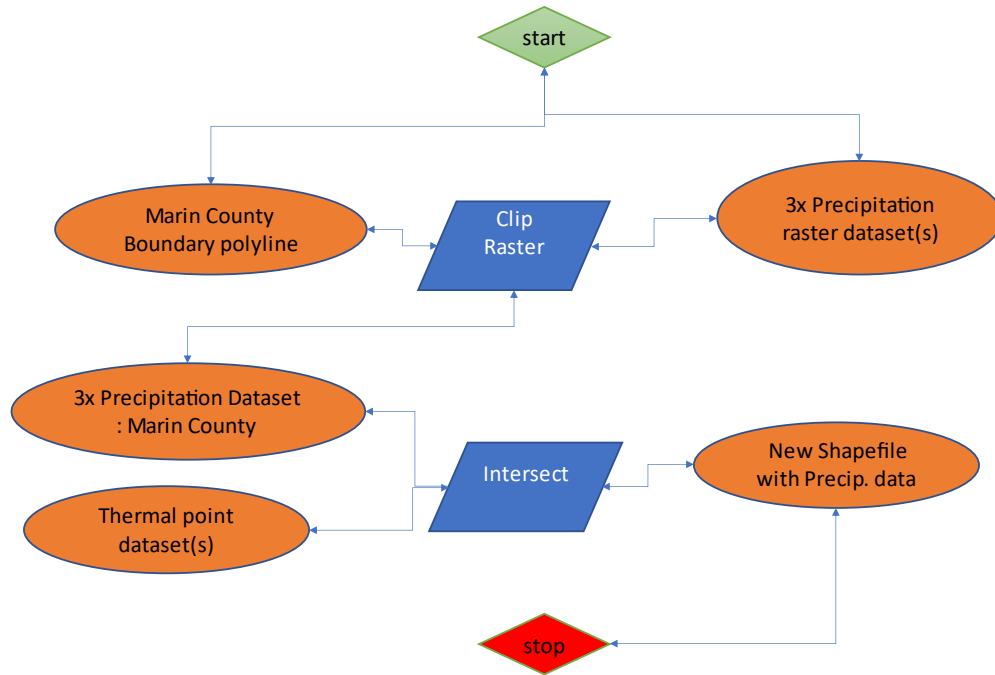 start
Marin County
Boundary polyline
Clip
Raster
3x Precipitation
raster dataset(s)
3x Precipitation Dataset
: Marin County
Intersect
New Shapefile
with Precip. data
Thermal point
dataset(s)
stop